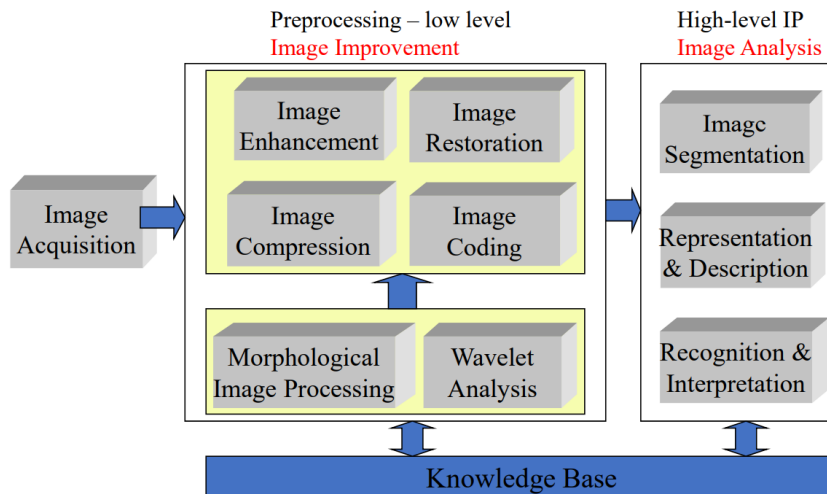 Preprocessing – low level
Image Improvement
High-level IP
Image Analysis
Image
Acquisition
Image
Enhancement
Image
Restoration
Image
Compression
Image
Coding
Morphological
Image Processing
Wavelet
Analysis
Image
Segmentation
Representation
& Description
Recognition &
Interpretation
Knowledge Base